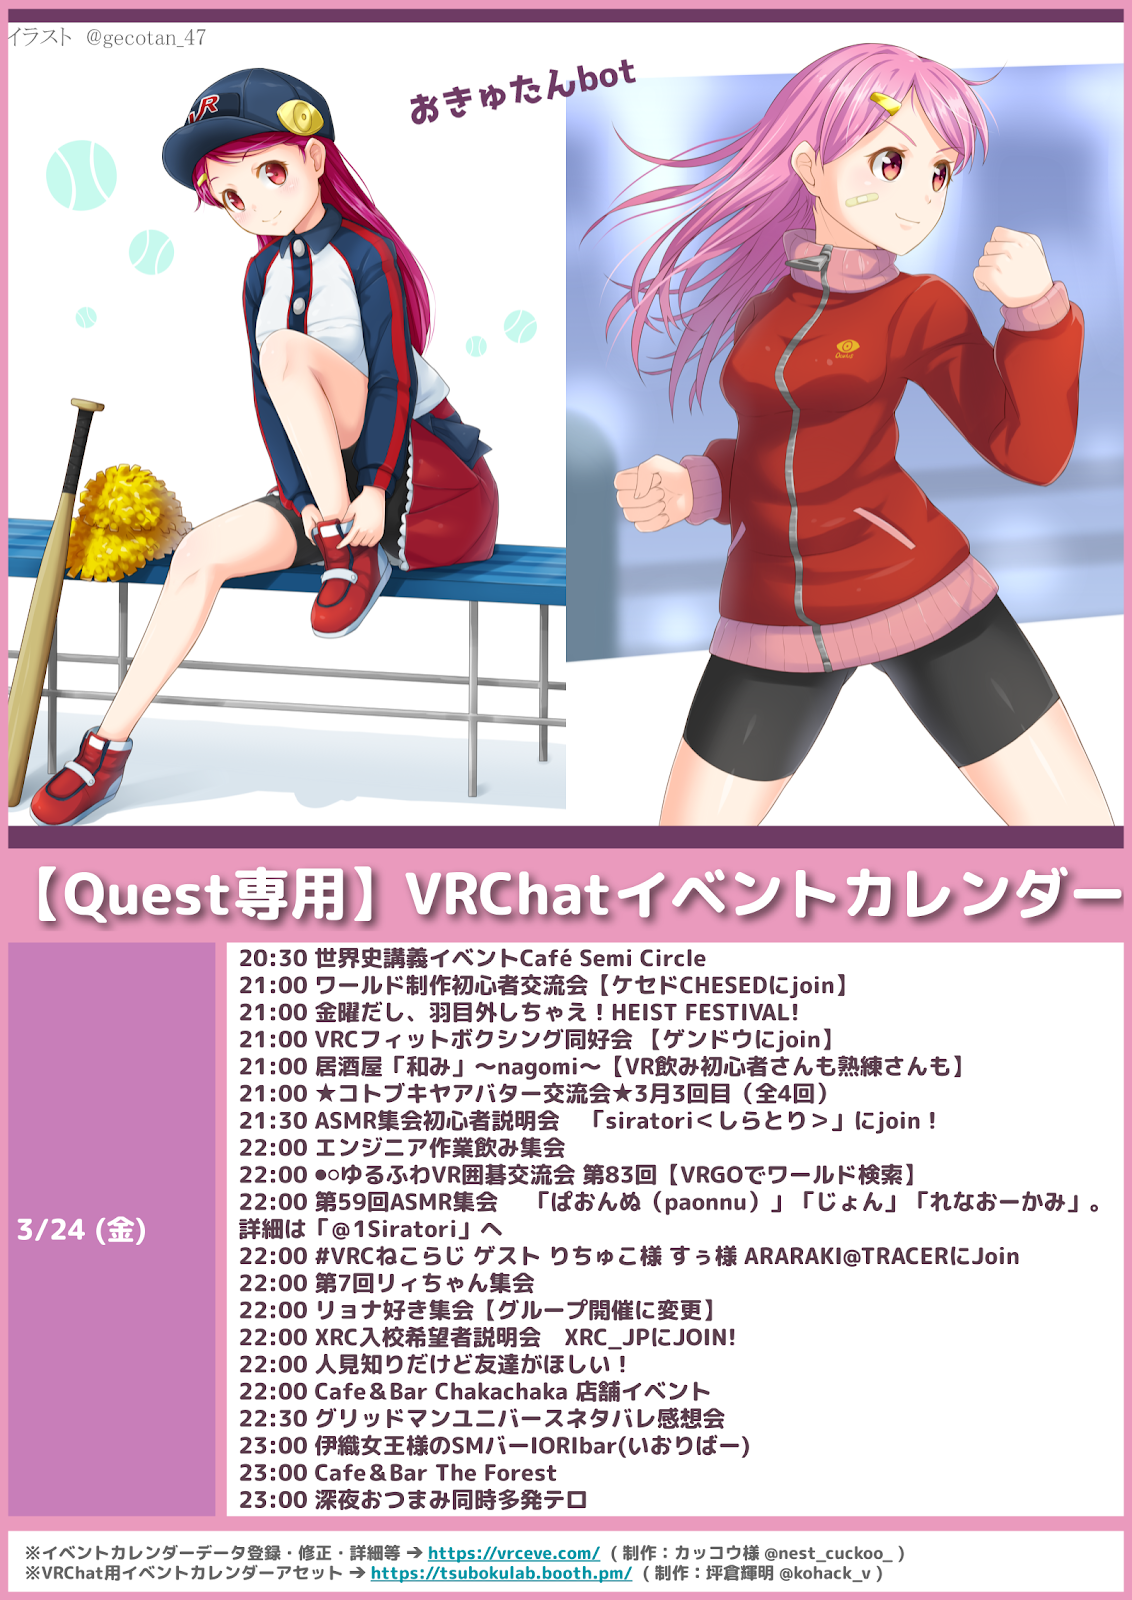 イラスト @gecotan_47
おきゅたんbot
VR
Quest
【Quest専用】VRChatイベントカレンダー
3/24 (金)
20:30 世界史講義イベントCafé Semi Circle
21:00 ワールド制作初心者交流会【ケセドCHESEDにjoin】
21:00 金曜だし、羽目外しちゃえ！HEIST FESTIVAL!
21:00 VRCフィットボクシング同好会 【ゲンドウにjoin】
21:00 居酒屋「和み」～nagomi～【VR飲み初心者さんも熟練さんも】
21:00 ★コトブキヤアバター交流会★3月3回目（全4回）
21:30 ASMR集会初心者説明会　「siratori＜しらとり＞」にjoin！
22:00 エンジニア作業飲み集会
22:00 ●○ゆるふわVR囲碁交流会 第83回【VRGOでワールド検索】
22:00 第59回ASMR集会　「ぱおんぬ（paonnu）」「じょん」「れなおーかみ」。
詳細は「@1Siratori」へ
22:00 #VRCねこらじ ゲスト りちゅこ様 すぅ様 ARARAKI@TRACERにJoin
22:00 第7回リィちゃん集会
22:00 リョナ好き集会【グループ開催に変更】
22:00 XRC入校希望者説明会　XRC_JPにJOIN!
22:00 人見知りだけど友達がほしい！
22:00 Cafe＆Bar Chakachaka 店舗イベント
22:30 グリッドマンユニバースネタバレ感想会
23:00 伊織女王様のSMバーIORIbar(いおりばー)
23:00 Cafe＆Bar The Forest
23:00 深夜おつまみ同時多発テロ
※イベントカレンダーデータ登録・修正・詳細等 ➔ https://vrceve.com/ （ 制作：カッコウ様 @nest_cuckoo_ ）
※VRChat用イベントカレンダーアセット ➔ https://tsubokulab.booth.pm/ （ 制作：坪倉輝明 @kohack_v ）